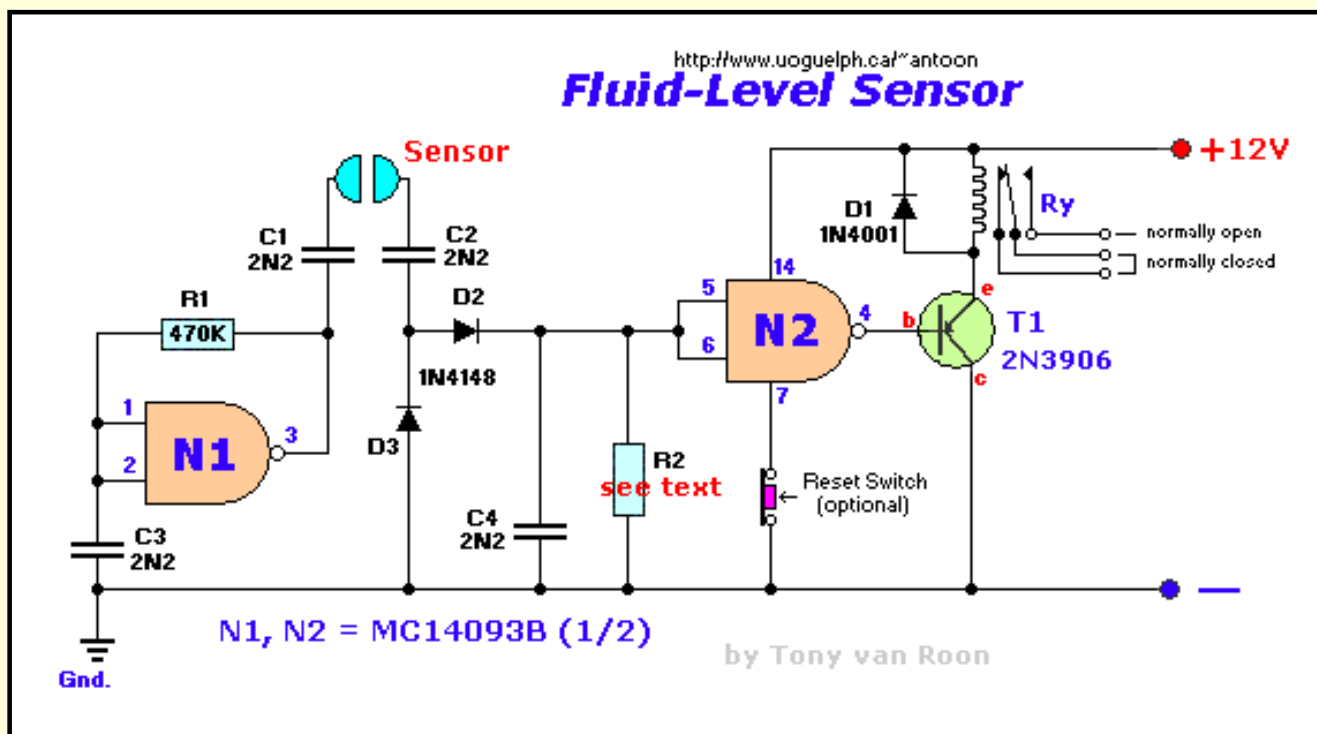 http://www.uoguelph.ca/~antoon
Fluid-Level Sensor
Sensor
+12V
C1
2N2
C2
2N2
D1
1N4001
Ry
normally open
normally closed
14
R1
470K
D2
1N4148
5
6
N2
4
b
e
c
T1
2N3906
7
1
2
N1
3
D3
R2
see text
Reset Switch
(optional)
C3
2N2
C4
2N2
N1, N2 = MC14093B (1/2)
by Tony van Roon
Gnd.